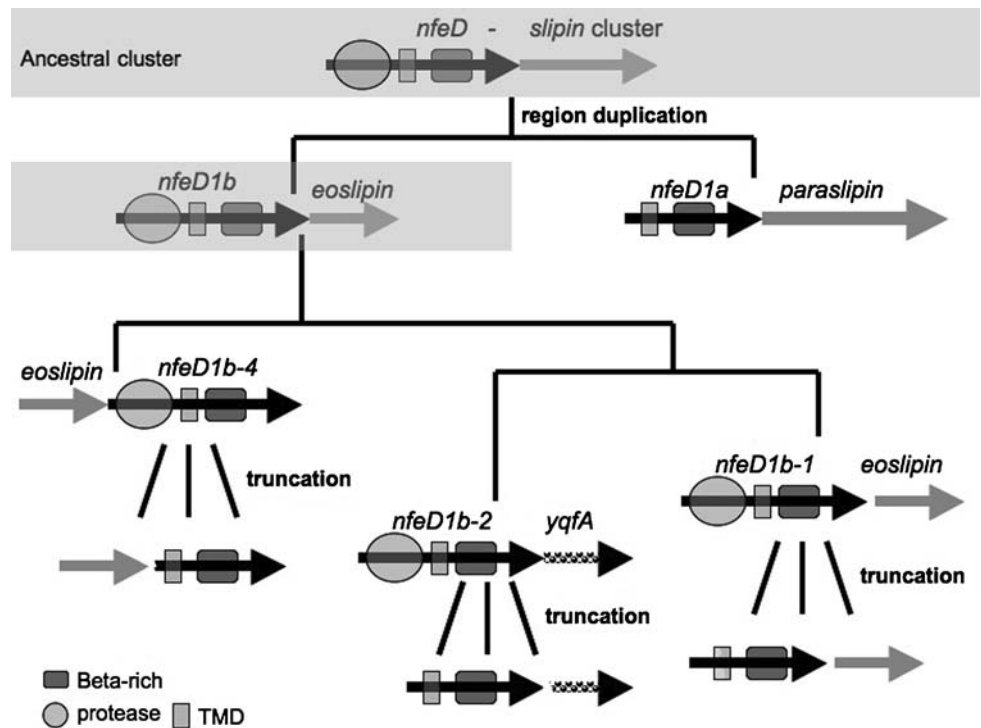 nfeD - slipin cluster
Ancestral cluster
region duplication
nfeD1b eoslipin
nfeD1a paraslipin
eoslipin nfeD1b-4
truncation
nfeD1b-1 eoslipin
nfeD1b-2 yqfA
truncation
truncation
Beta-rich
protease TMD